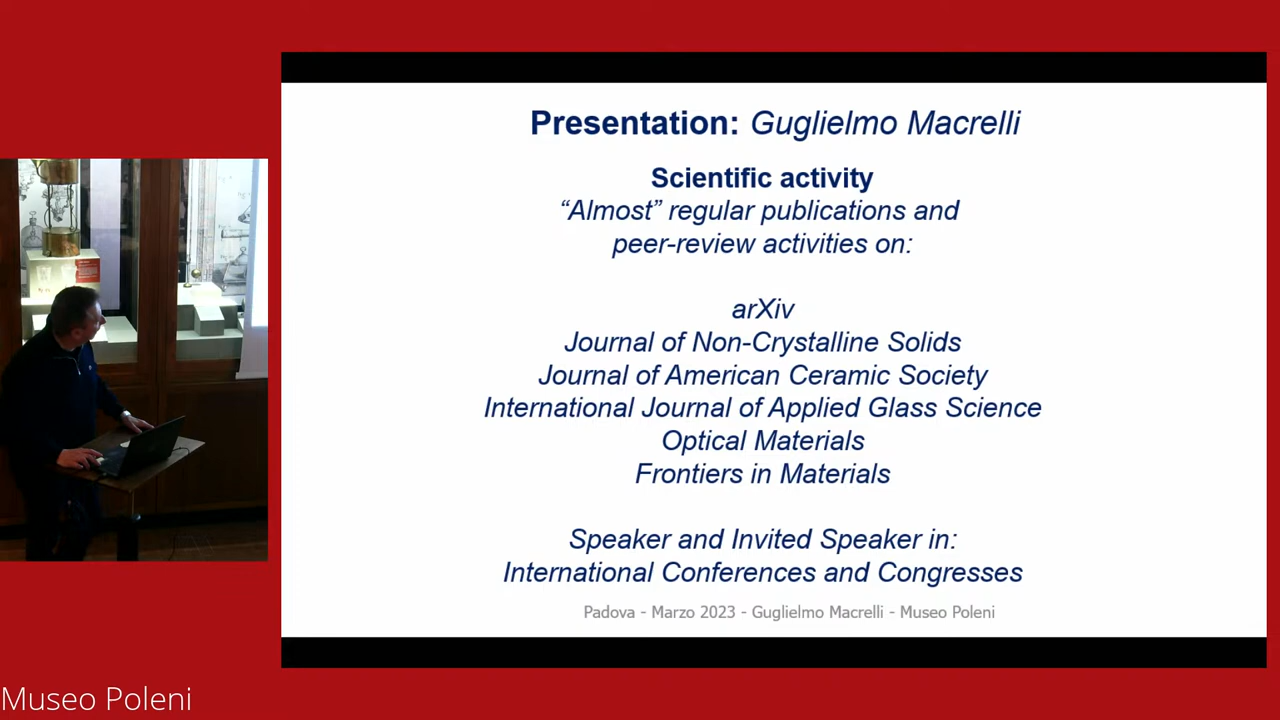 Presentation: Guglielmo Macrelli
Scientific activity
“Almost” regular publications and
peer-review activities on:
arXiv
Journal of Non-Crystalline Solids
Journal of American Ceramic Society
International Journal of Applied Glass Science
Optical Materials
Frontiers in Materials
Speaker and Invited Speaker in:
International Conferences and Congresses
Padova - Marzo 2023 - Guglielmo Macrelli - Museo Poleni
Museo Poleni